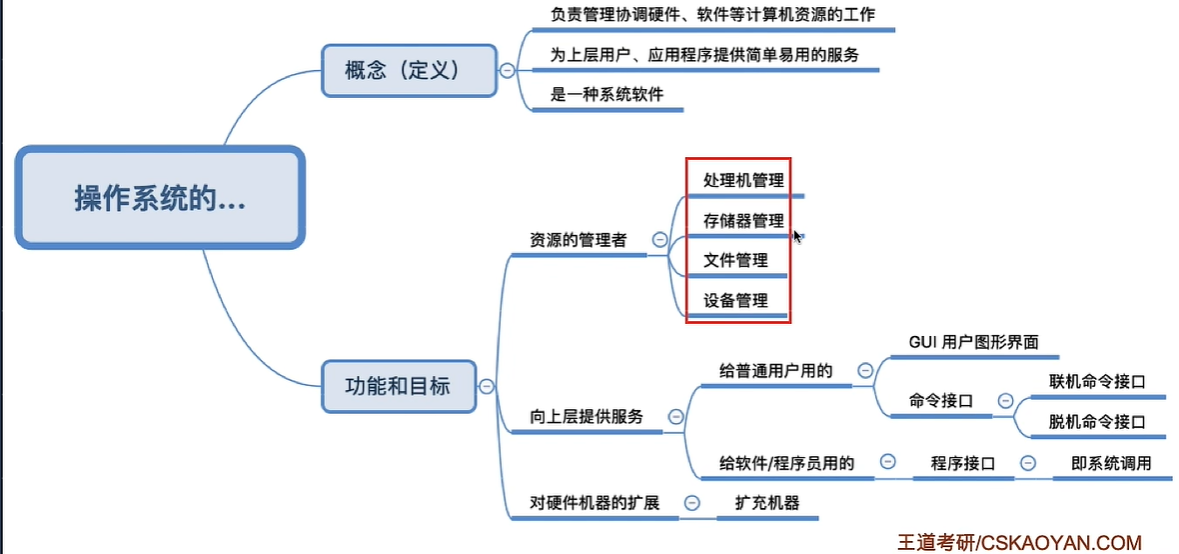 负责管理协调硬件、软件等计算机资源的工作
概念（定义）
为上层用户、应用程序提供简单易用的服务
是一种系统软件
操作系统的...
处理机管理
存储器管理
资源的管理者
文件管理
设备管理
功能和目标
GUI 用户图形界面
给普通用户用的
联机命令接口
命令接口
脱机命令接口
向上层提供服务
给软件/程序员用的
程序接口
即系统调用
对硬件机器的扩展
扩充机器
王道考研/CSKAOYAN.COM